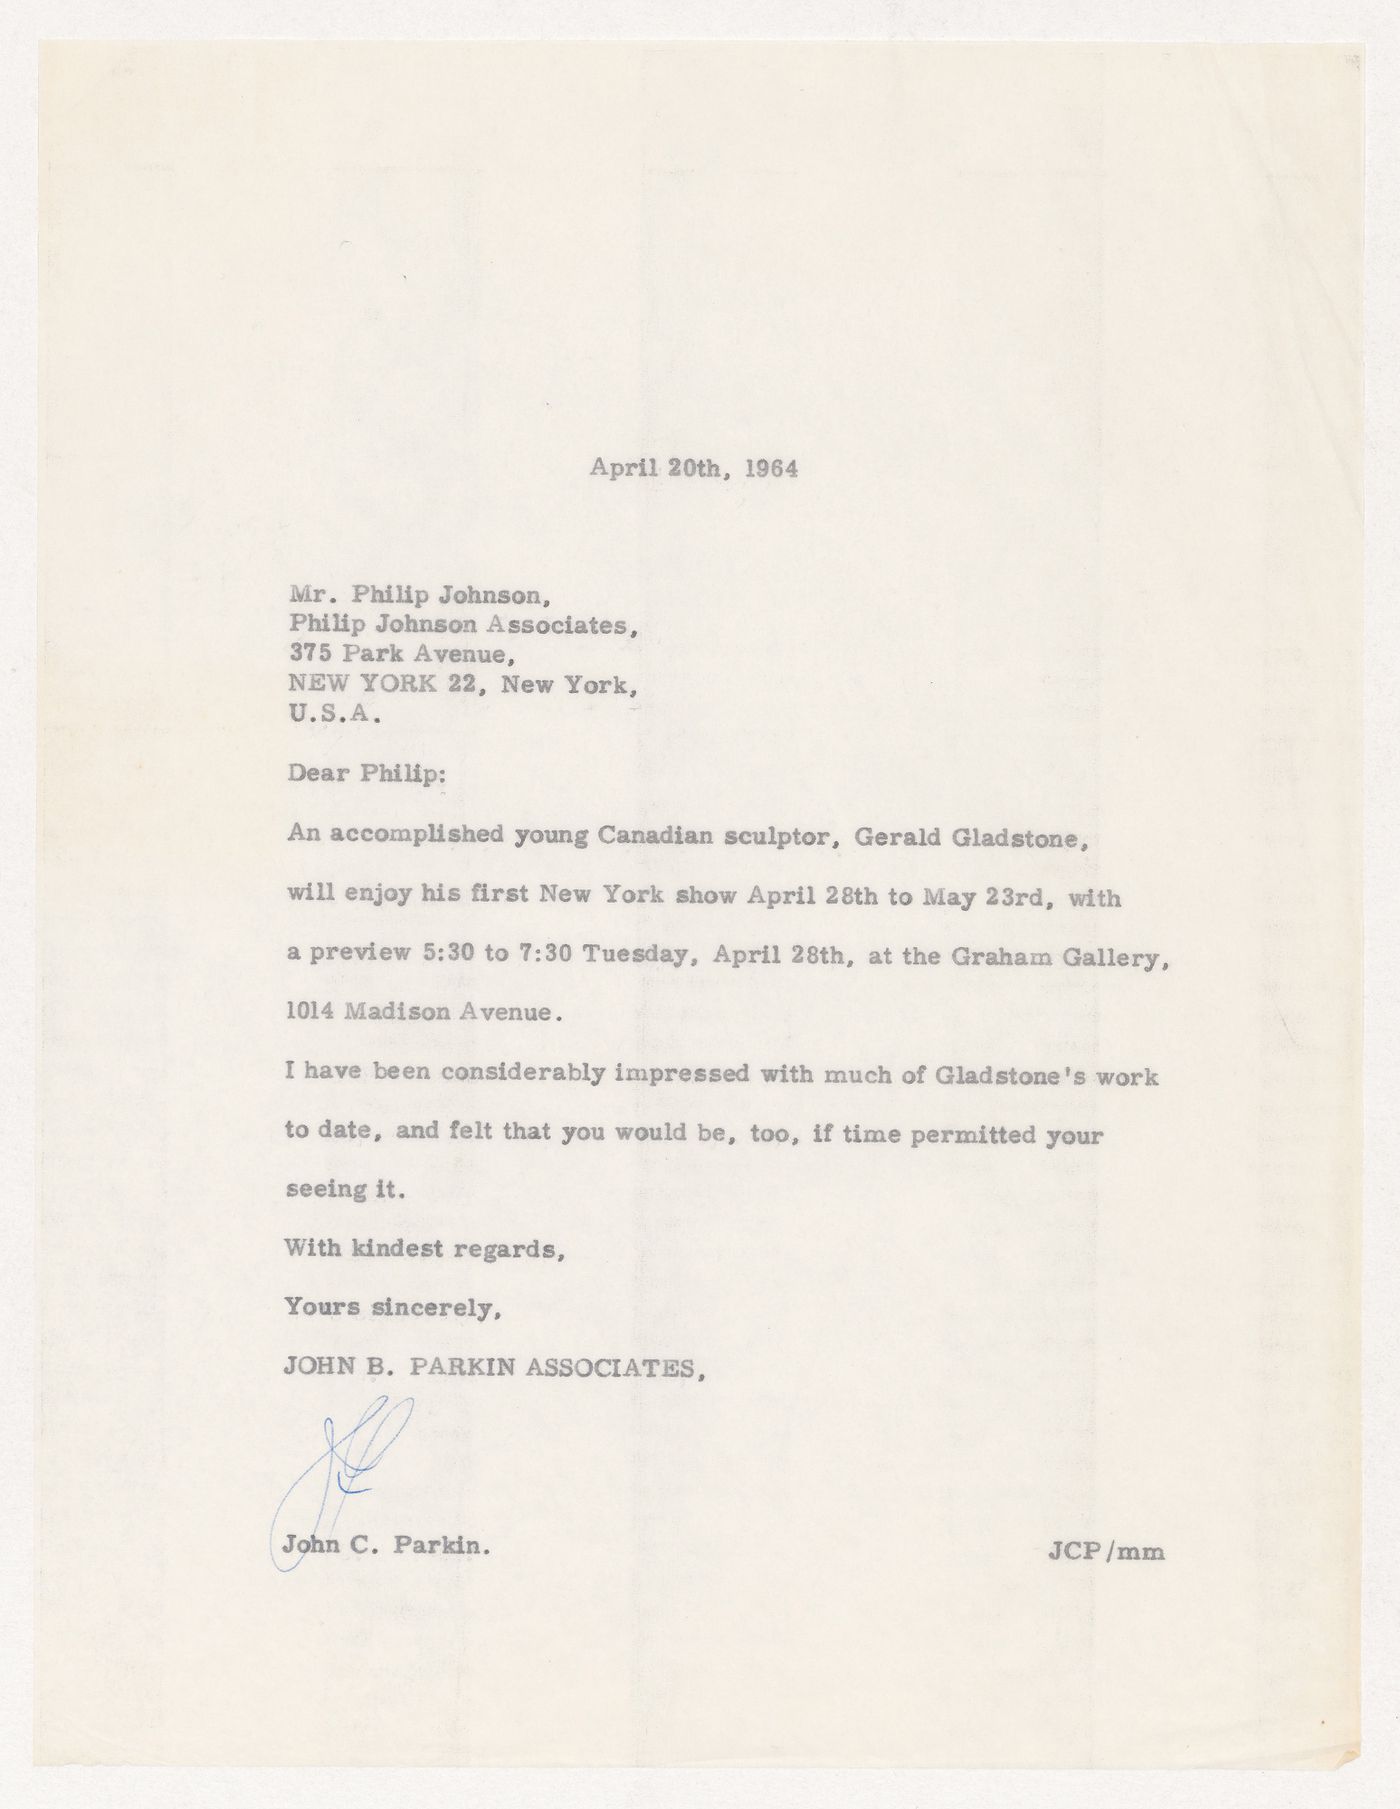 April 20th, 1964
Mr. Philip Johnson,
Philip Johnson Associates,
375 Park Avenue,
NEW YORK 22, New York,
U.S.A.
Dear Philip:
An accomplished young Canadian sculptor, Gerald Gladstone,
will enjoy his first New York show April 28th to May 23rd, with
a preview 5:30 to 7:30 Tuesday, April 28th, at the Graham Gallery,
1014 Madison Avenue.
I have been considerably impressed with much of Gladstone's work
to date, and felt that you would be, too, if time permitted your
seeing it.
With kindest regards,
Yours sincerely,
JOHN B. PARKIN ASSOCIATES,
John C. Parkin.
JCP/mm